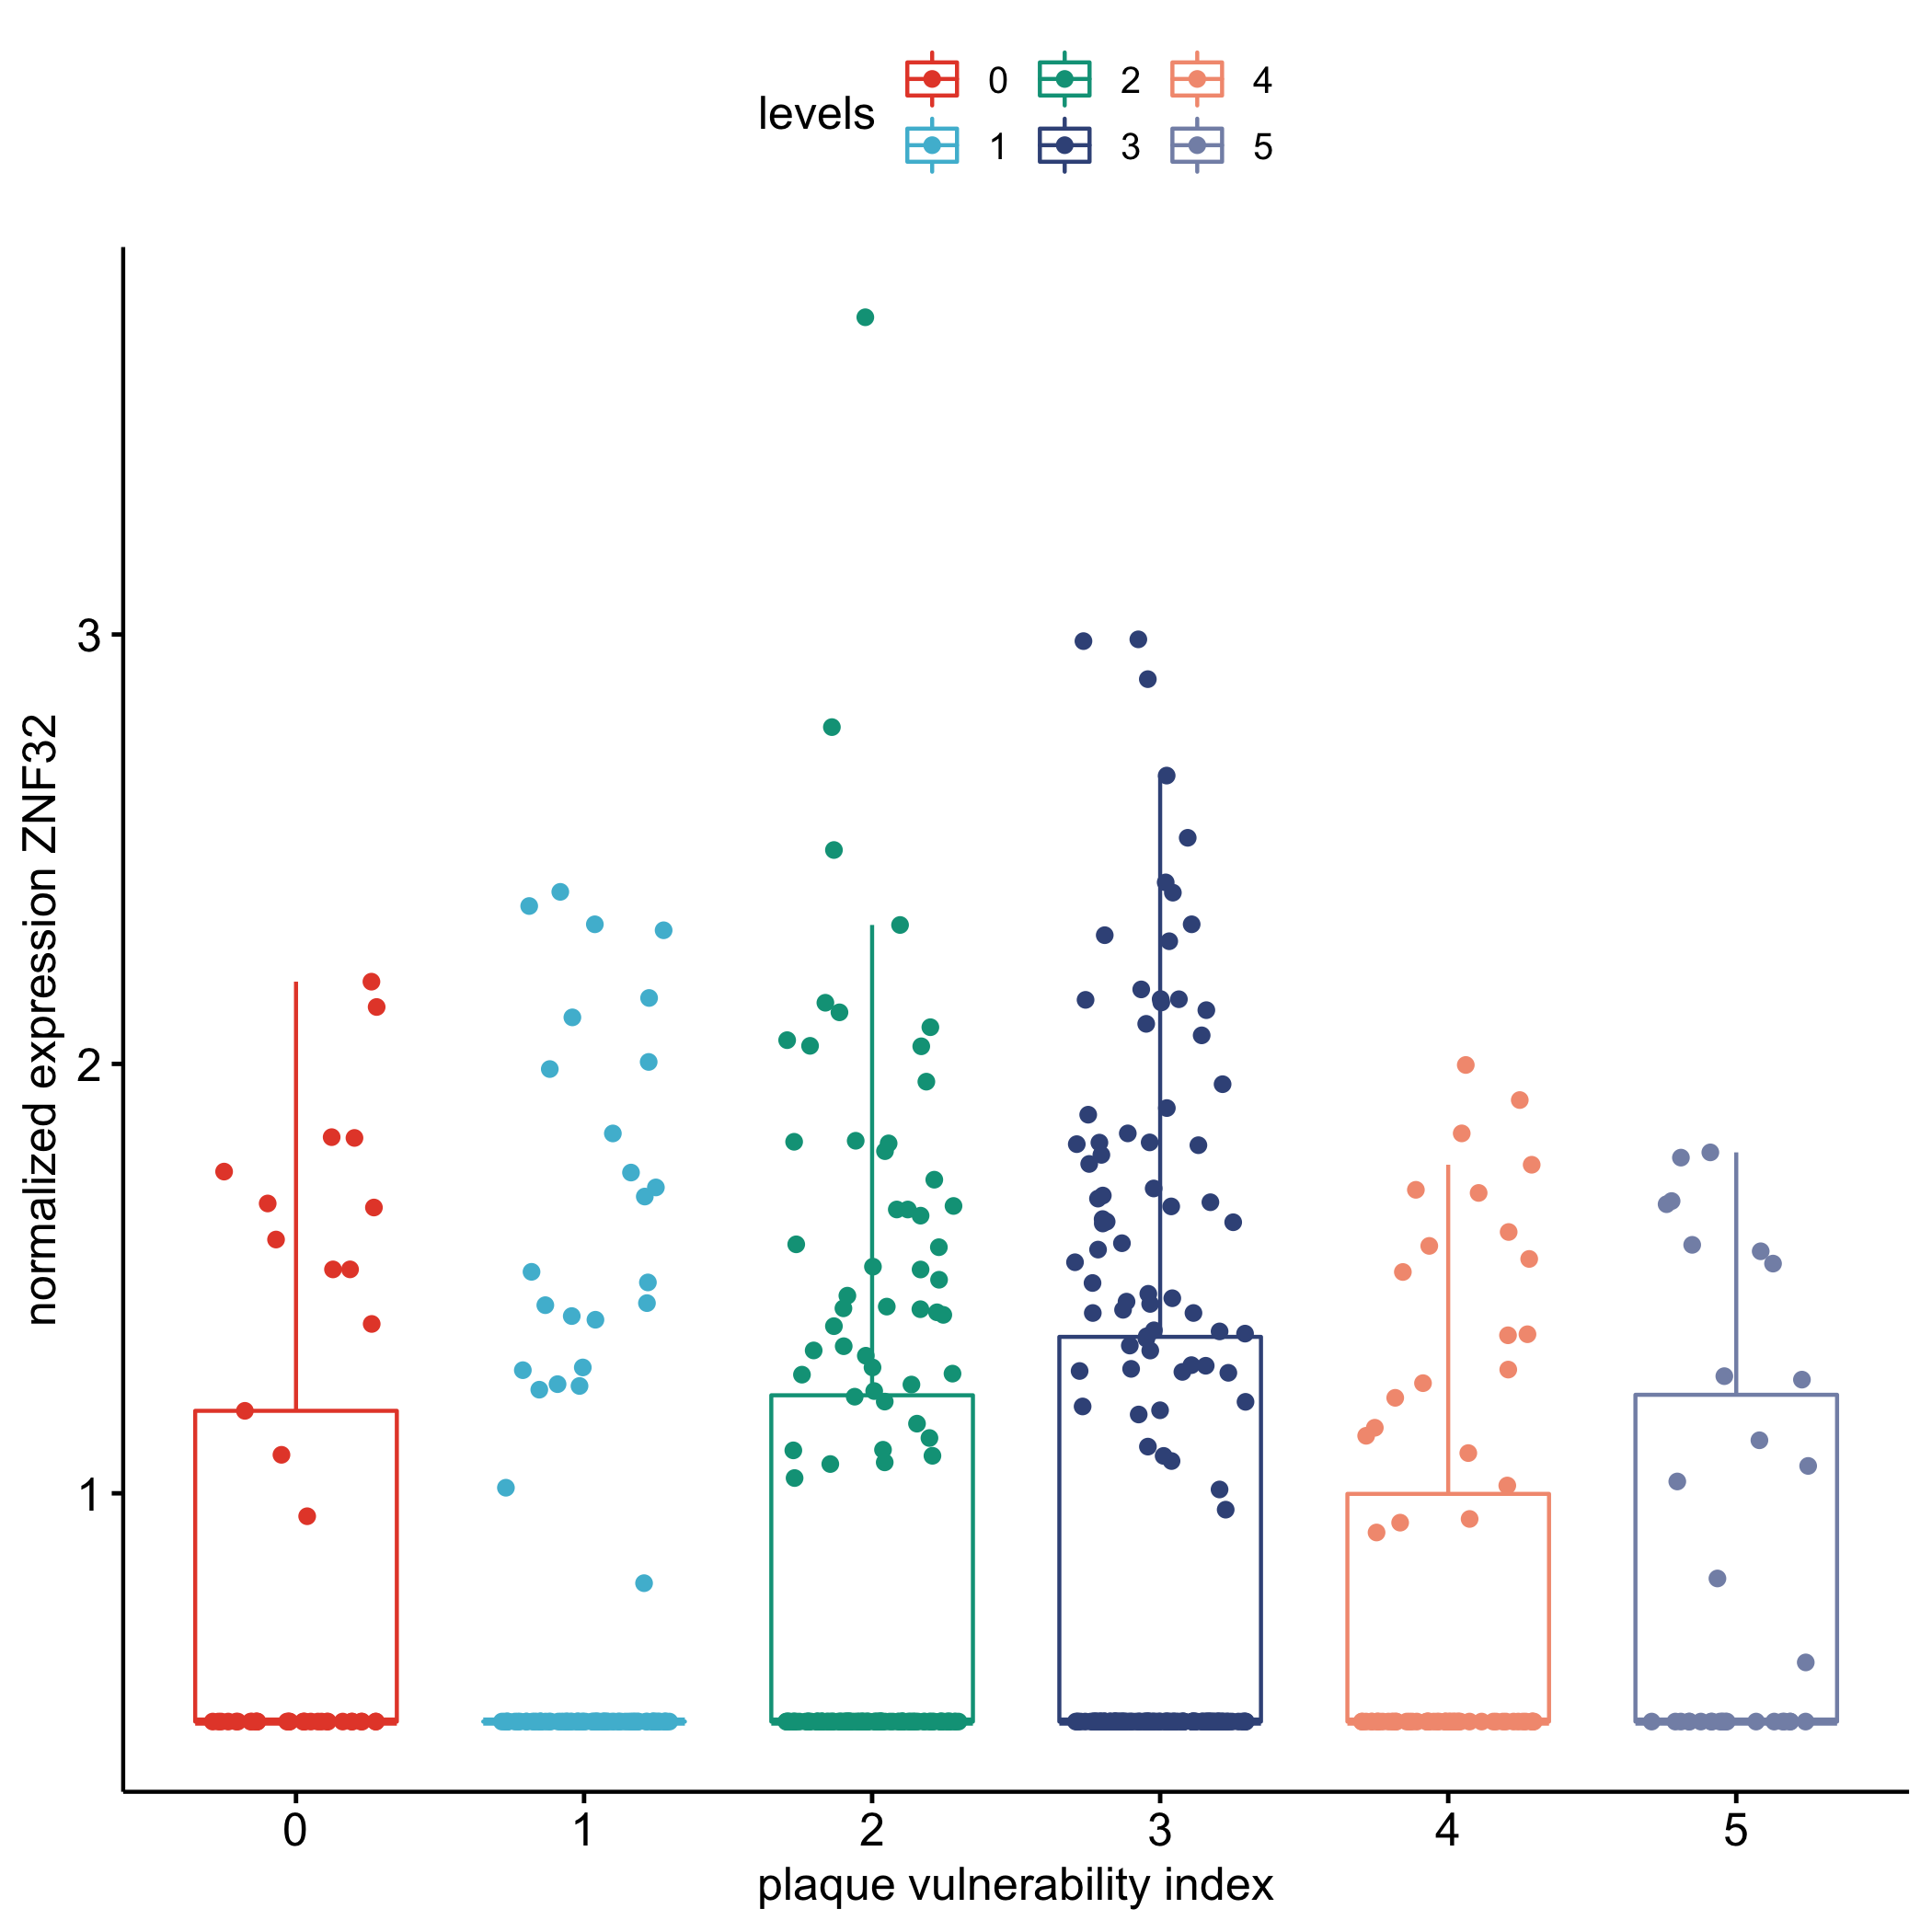 levels
0 2 4
1 3 5
normalized expression ZNF32
3
2
1
0 1 2 3 4 5
plaque vulnerability index